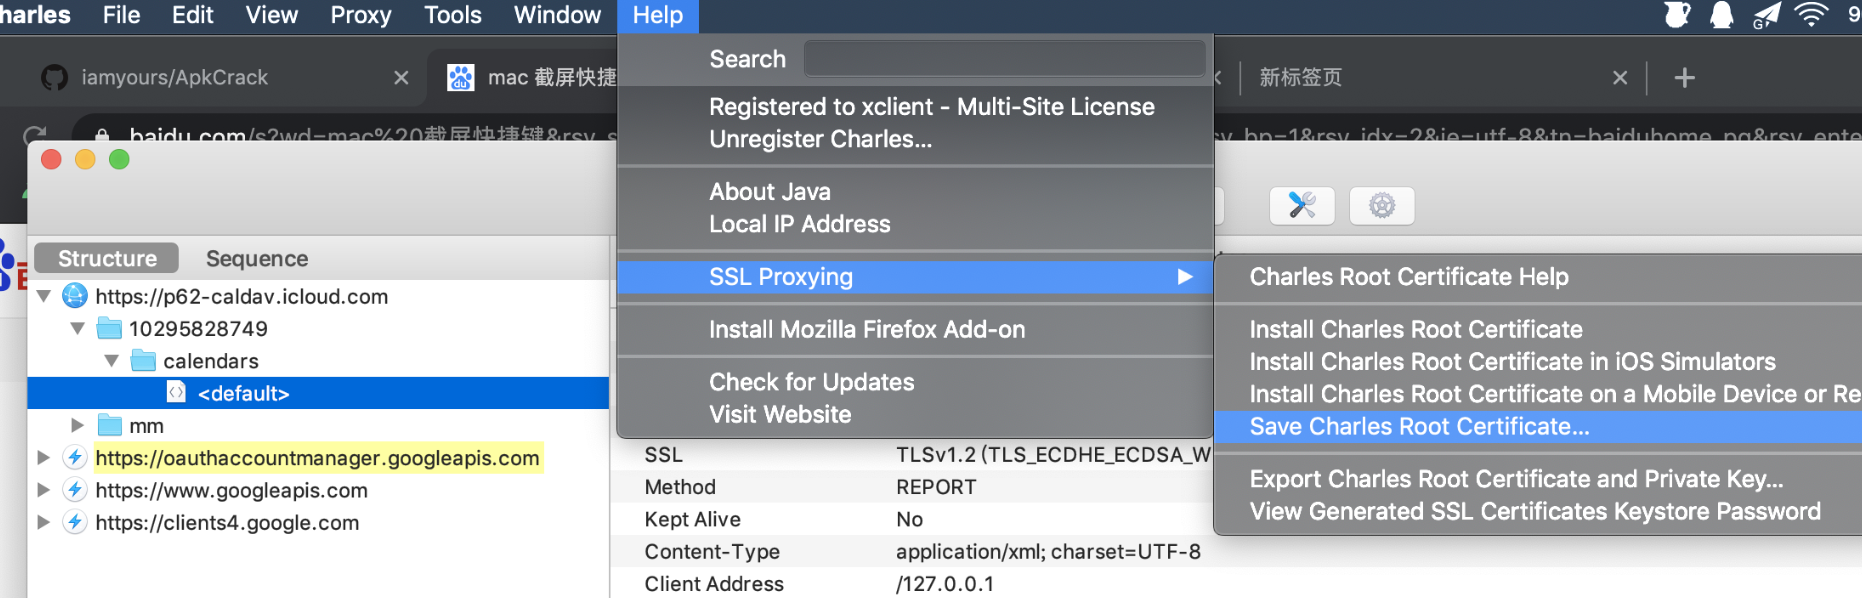 harles File Edit View Proxy Tools Window Help 9
iamyours/ApkCrack
mac 截屏快捷
新标签页
baidu.com/s?wd=mac%20截屏快捷键&rsv_s
v_bp=1&rsv_idx=2&ie=utf-8&tn=baiduhome_pg&rsv_ente
Search
Registered to xclient - Multi-Site License
Unregister Charles...
About Java
Local IP Address
SSL Proxying
Install Mozilla Firefox Add-on
Check for Updates
Visit Website
Charles Root Certificate Help
Install Charles Root Certificate
Install Charles Root Certificate in iOS Simulators
Install Charles Root Certificate on a Mobile Device or Re
Save Charles Root Certificate...
Export Charles Root Certificate and Private Key...
View Generated SSL Certificates Keystore Password
Structure Sequence
https://p62-caldav.icloud.com
10295828749
calendars
<default>
mm
https://oauthaccountmanager.googleapis.com
https://www.googleapis.com
https://clients4.google.com
SSL TLSv1.2 (TLS_ECDHE_ECDSA_W
Method REPORT
Kept Alive No
Content-Type application/xml; charset=UTF-8
Client Address /127.0.0.1